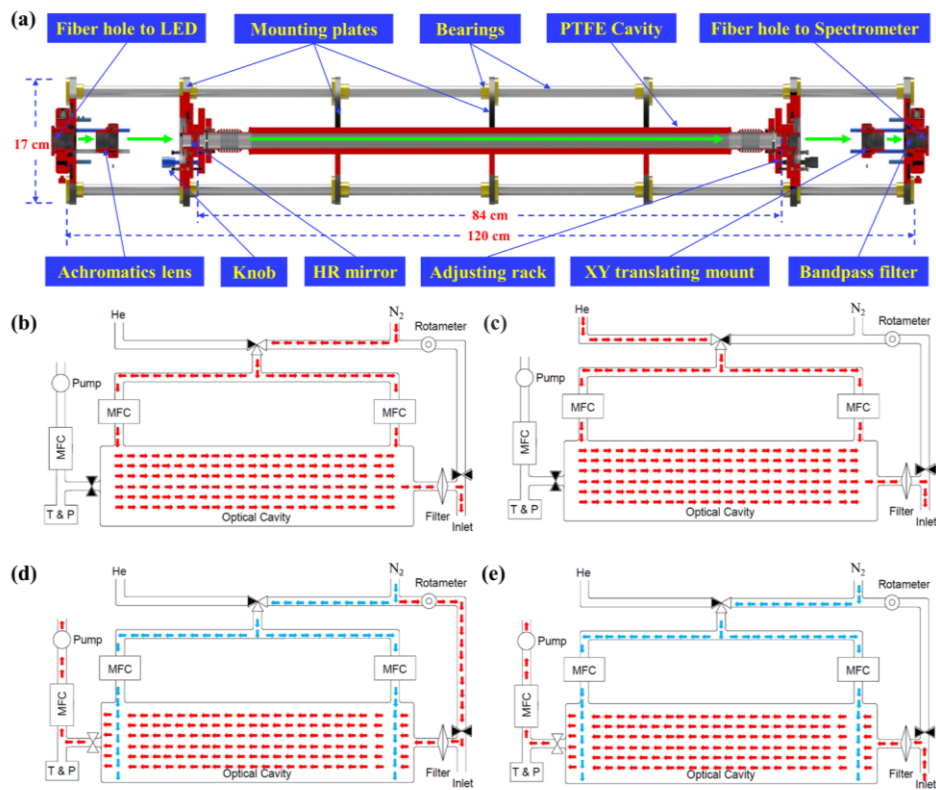 (a)
Fiber hole to LED
Mounting plates
Bearings
PTFE Cavity
Fiber hole to Spectrometer
17 cm
84 cm
120 cm
Achromatics lens
Knob
HR mirror
Adjusting rack
XY translating mount
Bandpass filter
(b)
He
N2
Rotameter
Pump
MFC
MFC
MFC
T & P
Optical Cavity
Filter
Inlet
(c)
He
N2
Rotameter
Pump
MFC
MFC
MFC
T & P
Optical Cavity
Filter
Inlet
(d)
He
N2
Rotameter
Pump
MFC
MFC
MFC
T & P
Optical Cavity
Filter
Inlet
(e)
He
N2
Rotameter
Pump
MFC
MFC
MFC
T & P
Optical Cavity
Filter
Inlet